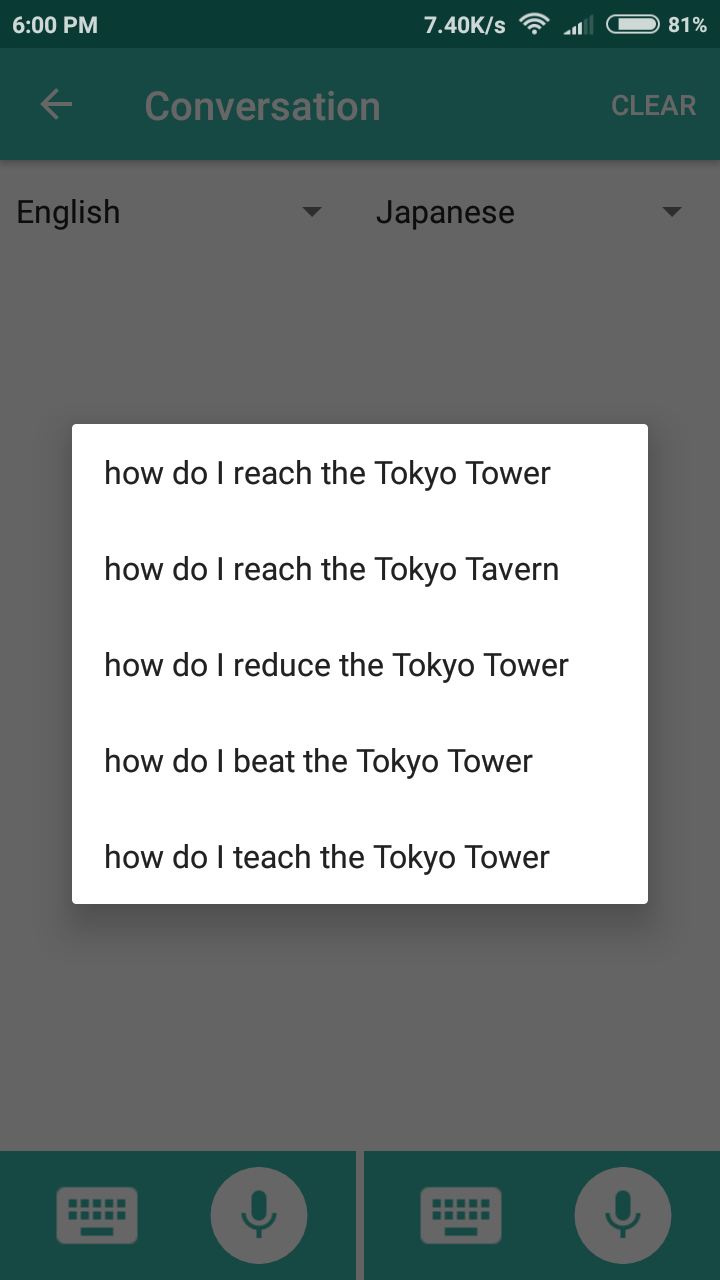 6:00 PM 7.40K/s 81%
Conversation CLEAR
English Japanese
how do I reach the Tokyo Tower
how do I reach the Tokyo Tavern
how do I reduce the Tokyo Tower
how do I beat the Tokyo Tower
how do I teach the Tokyo Tower